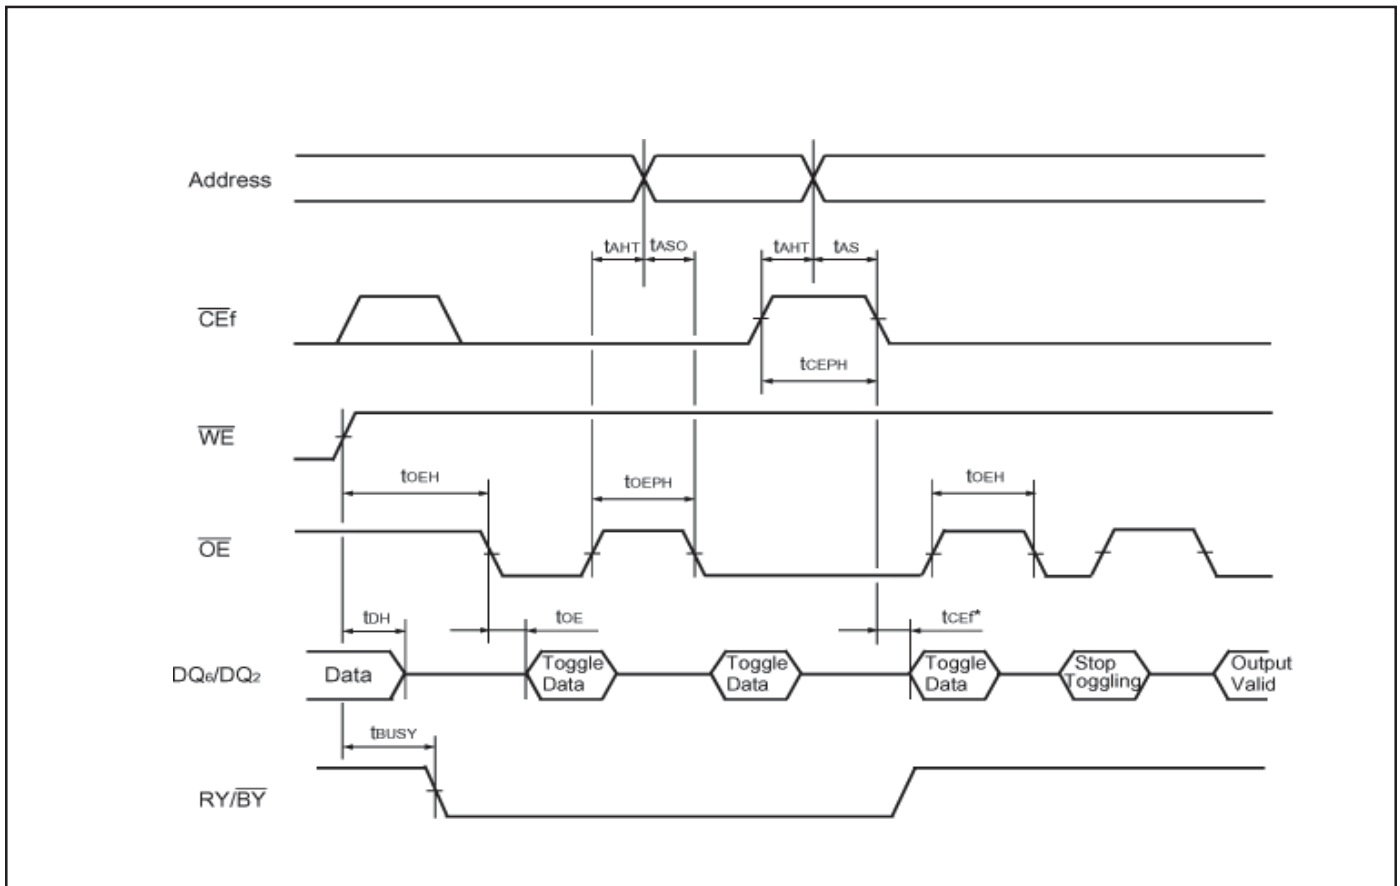 Address
tAHT tASO tAHT tAS
CEf
tCEPH
WE
tOEH tOEPH tOEH
OE
tDH tOE tCEf*
DQ6/DQ2 Data Toggle Data Toggle Data Toggle Data Stop Toggling Output Valid
tBUSY
RY/BY